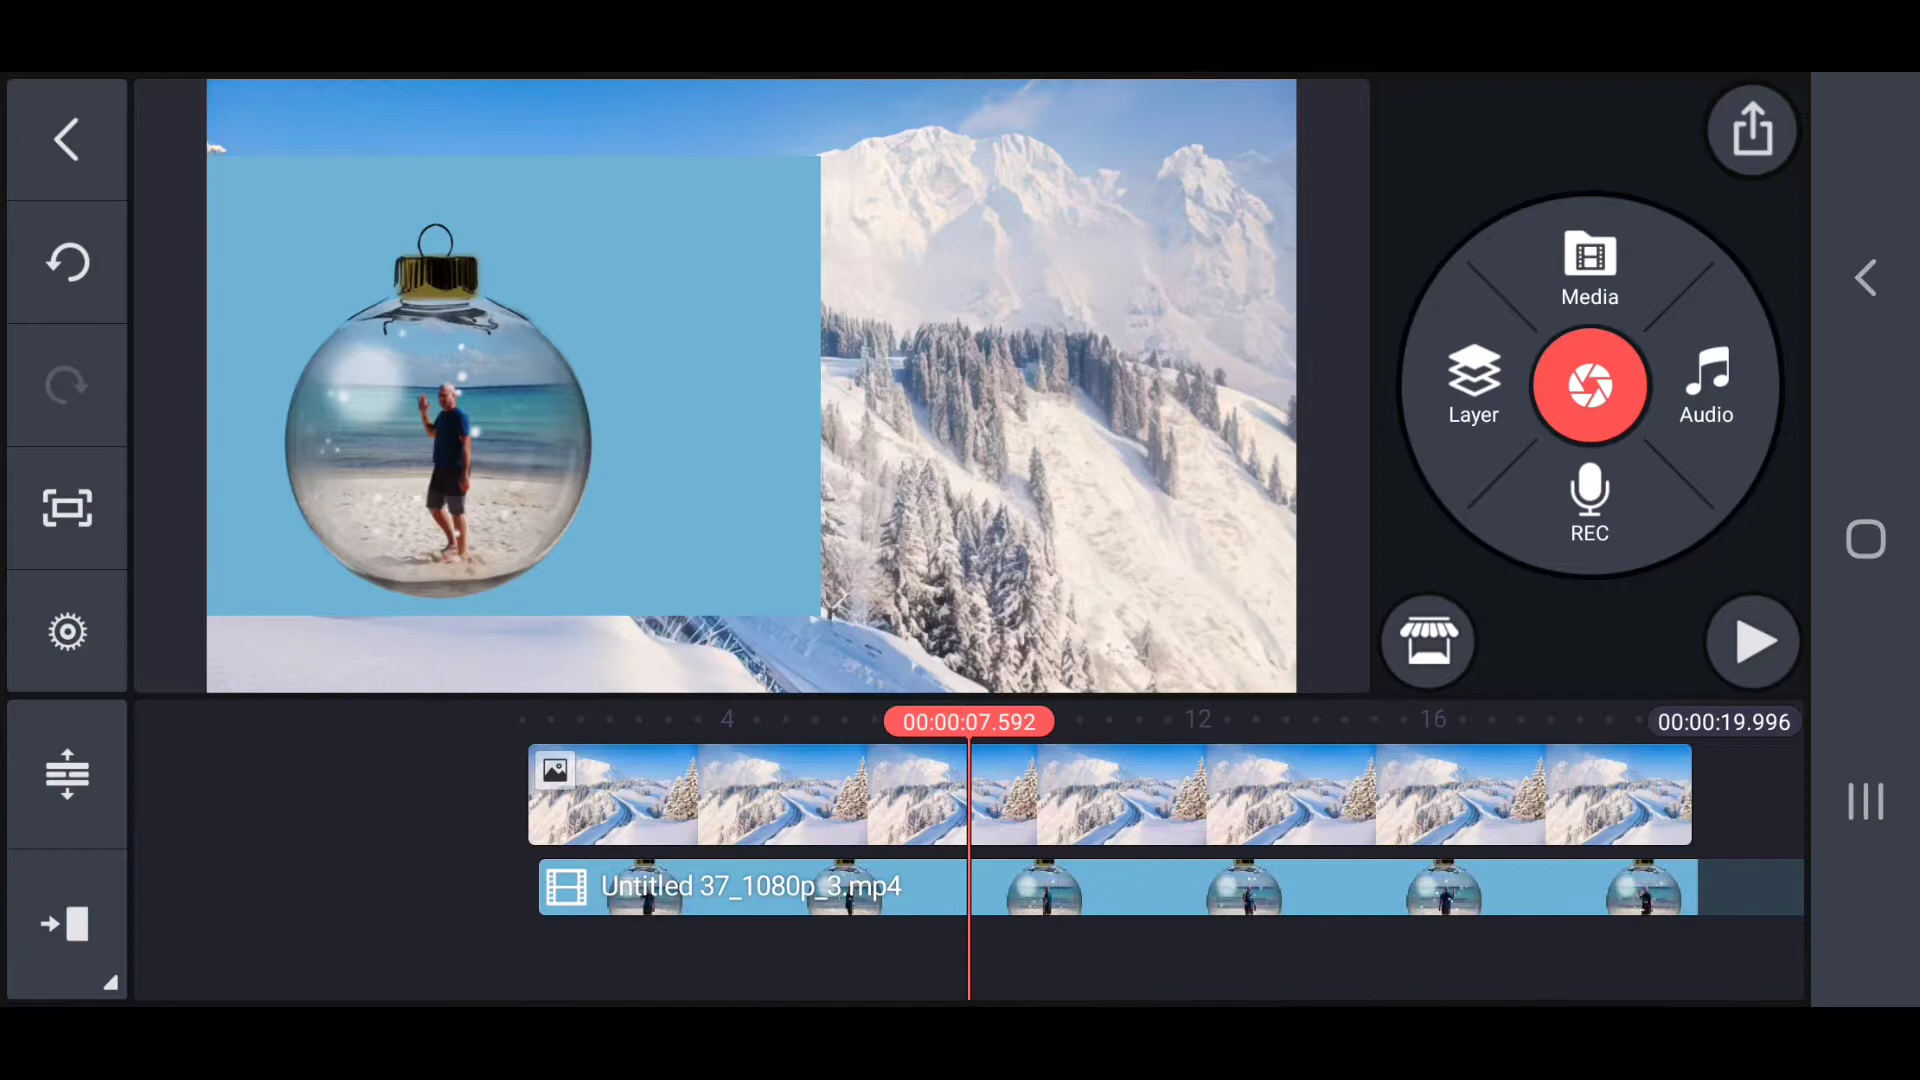 Media
Layer
Audio
REC
4
00:00:07.592
12
16
00:00:19.996
Untitled 37_1080p_3.mp4